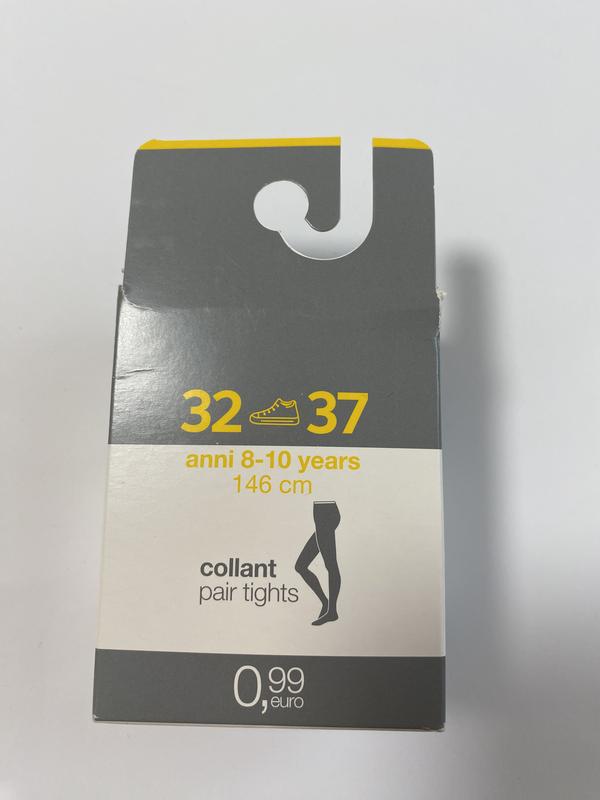 32 37
anni 8-10 years
146 cm
collant
pair tights
0,99
euro